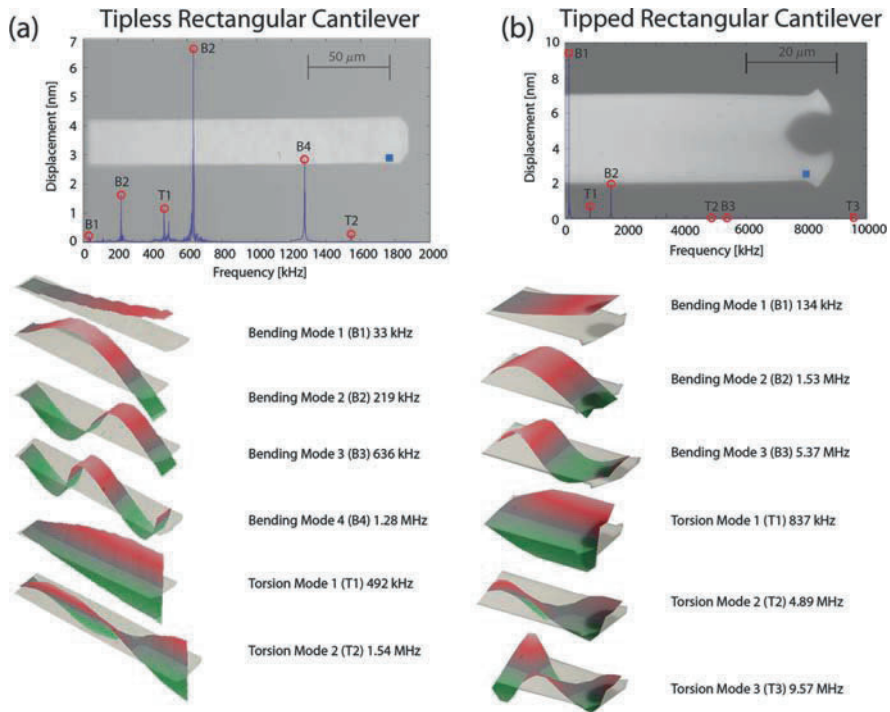 (a)
Tipless Rectangular Cantilever
7
6
5
4
3
2
1
0
Displacement [nm]
B1
B2
T1
B2
B4
T2
50 μm
0 200 400 600 800 1000 1200 1400 1600 1800 2000
Frequency [kHz]
Bending Mode 1 (B1) 33 kHz
Bending Mode 2 (B2) 219 kHz
Bending Mode 3 (B3) 636 kHz
Bending Mode 4 (B4) 1.28 MHz
Torsion Mode 1 (T1) 492 kHz
Torsion Mode 2 (T2) 1.54 MHz
(b)
Tipped Rectangular Cantilever
10
8
6
4
2
0
Displacement [nm]
B1
T1
B2
T2 B3
T3
20 μm
0 2000 4000 6000 8000 10000
Frequency [kHz]
Bending Mode 1 (B1) 134 kHz
Bending Mode 2 (B2) 1.53 MHz
Bending Mode 3 (B3) 5.37 MHz
Torsion Mode 1 (T1) 837 kHz
Torsion Mode 2 (T2) 4.89 MHz
Torsion Mode 3 (T3) 9.57 MHz